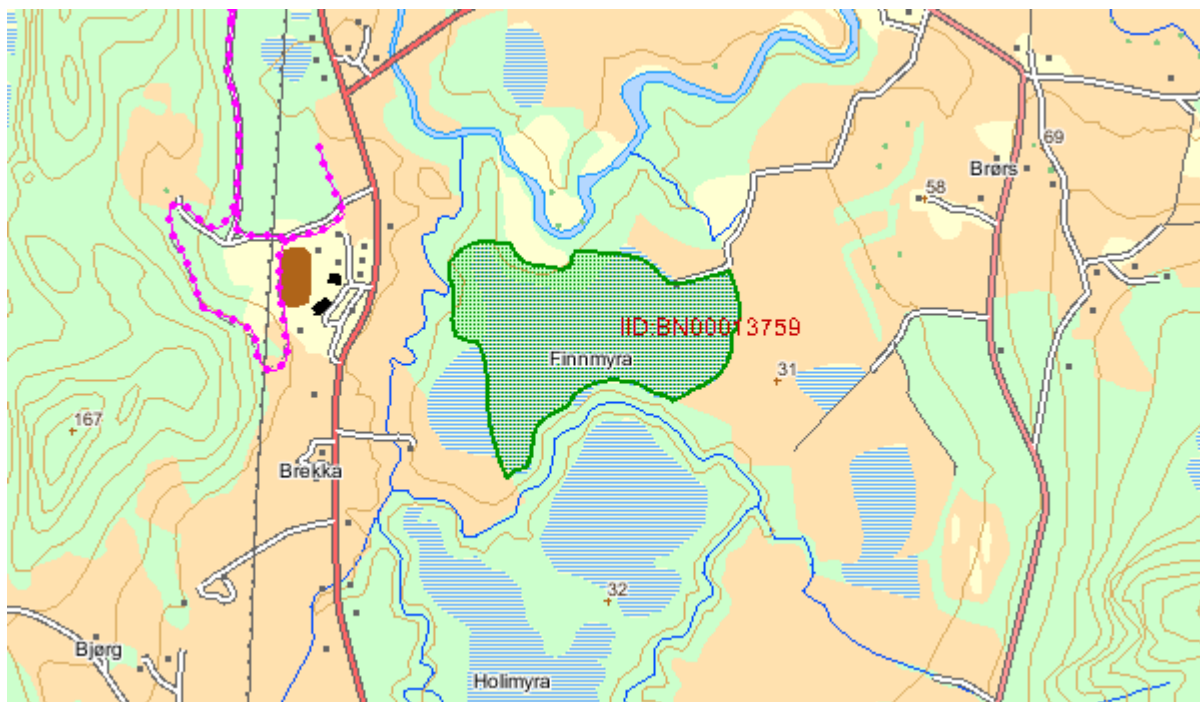 69
Brørs
58
IID:BN00013759
Finnmyra
31
167
Brekka
32
Bjørg
Holimyra